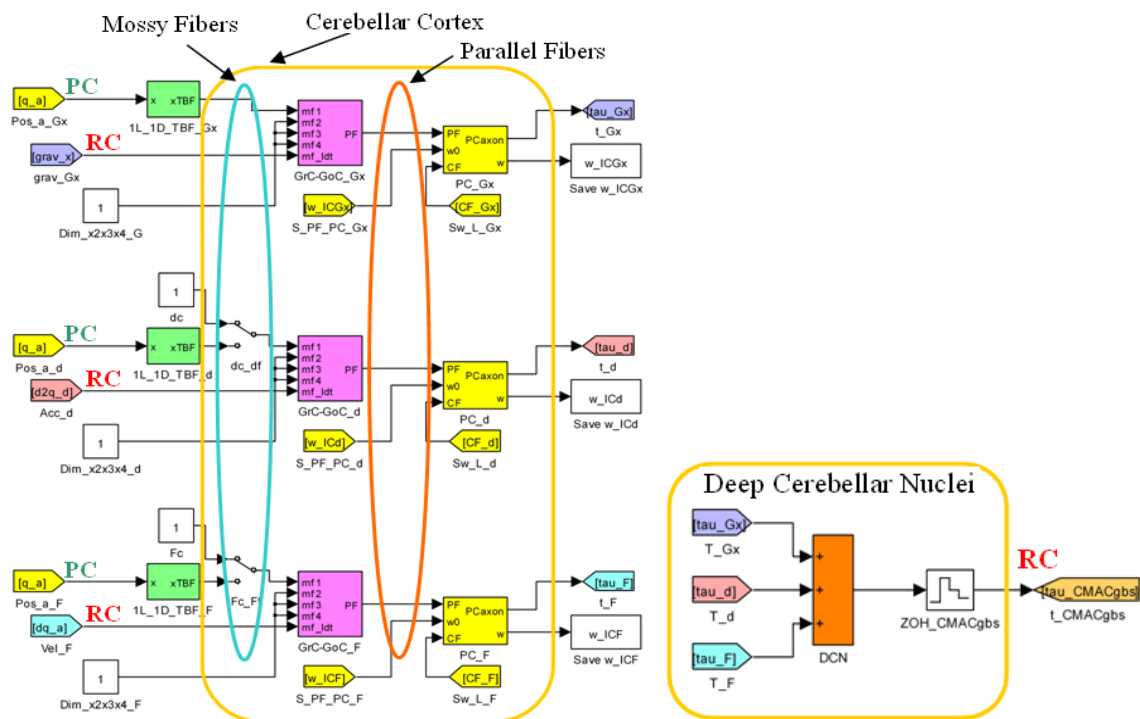 Mossy Fibers
Cerebellar Cortex
Parallel Fibers
[q_a]
PC
Pos_a_Gx
x xTBF
1L_1D_TBF_Gx
[grav_x]
RC
grav_Gx
1
Dim_x2x3x4_G
mf1
mf2
mf3
mf4
mf_ldt
PF
GrC-GoC_Gx
[w_ICGx]
S_PF_PC_Gx
PF
w0
CF
PCaxon
w
PC_Gx
[CF_Gx]
Sw_L_Gx
[tau_Gx]
t_Gx
w_ICGx
Save w_ICGx
1
dc
[q_a]
PC
Pos_a_d
x xTBF
1L_1D_TBF_d
dc_df
[d2q_d]
RC
Acc_d
1
Dim_x2x3x4_d
mf1
mf2
mf3
mf4
mf_ldt
PF
GrC-GoC_d
[w_ICd]
S_PF_PC_d
PF
w0
CF
PCaxon
w
PC_d
[CF_d]
Sw_L_d
[tau_d]
t_d
w_ICd
Save w_ICd
1
Fc
[q_a]
PC
Pos_a_F
x xTBF
1L_1D_TBF_F
[dq_a]
RC
Vel_F
1
Dim_x2x3x4_F
mf1
mf2
mf3
mf4
mf_ldt
PF
GrC-GoC_F
[w_ICF]
S_PF_PC_F
PF
w0
CF
PCaxon
w
PC_F
[CF_F]
Sw_L_F
[tau_F]
t_F
w_ICF
Save w_ICF
Deep Cerebellar Nuclei
[tau_Gx]
T_Gx
[tau_d]
T_d
[tau_F]
T_F
+
+
+
DCN
ZOH_CMACgbs
RC
[tau_CMACgbs]
t_CMACgbs